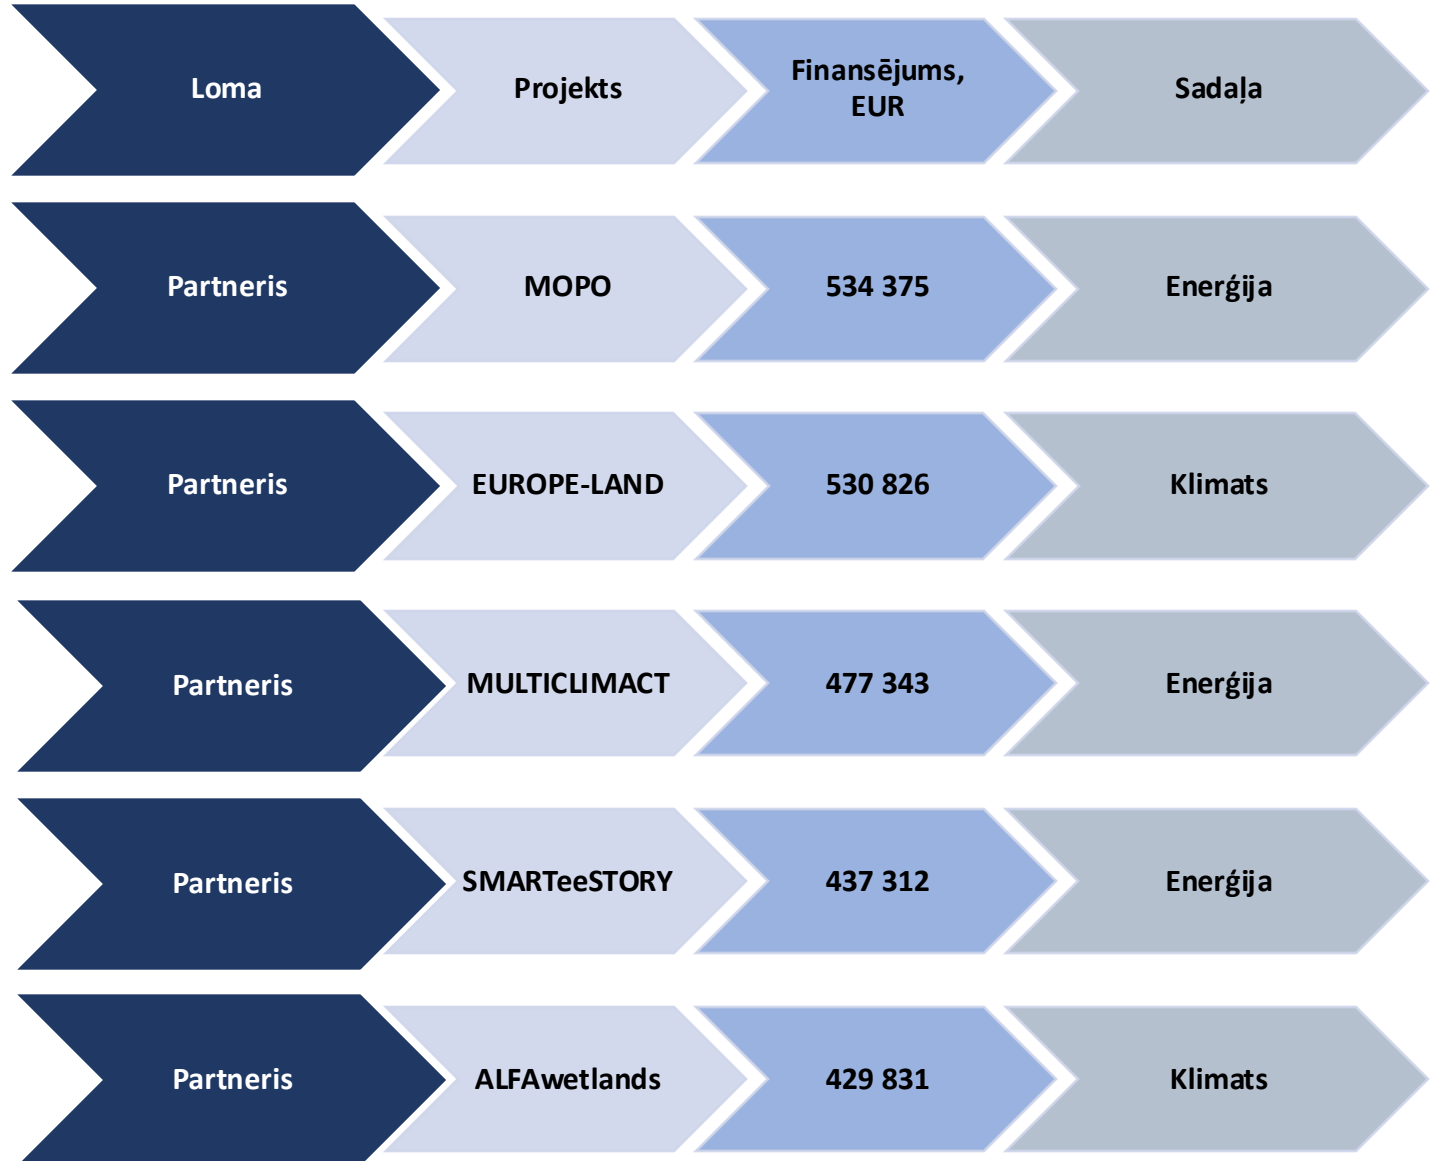 Loma
Projekts
Finansējums,
EUR
Sadaļa
Partneris
MOPO
534 375
Enerģija
Partneris
EUROPE-LAND
530 826
Klimats
Partneris
MULTICLIMACT
477 343
Enerģija
Partneris
SMARTeeSTORY
437 312
Enerģija
Partneris
ALFAwetlands
429 831
Klimats